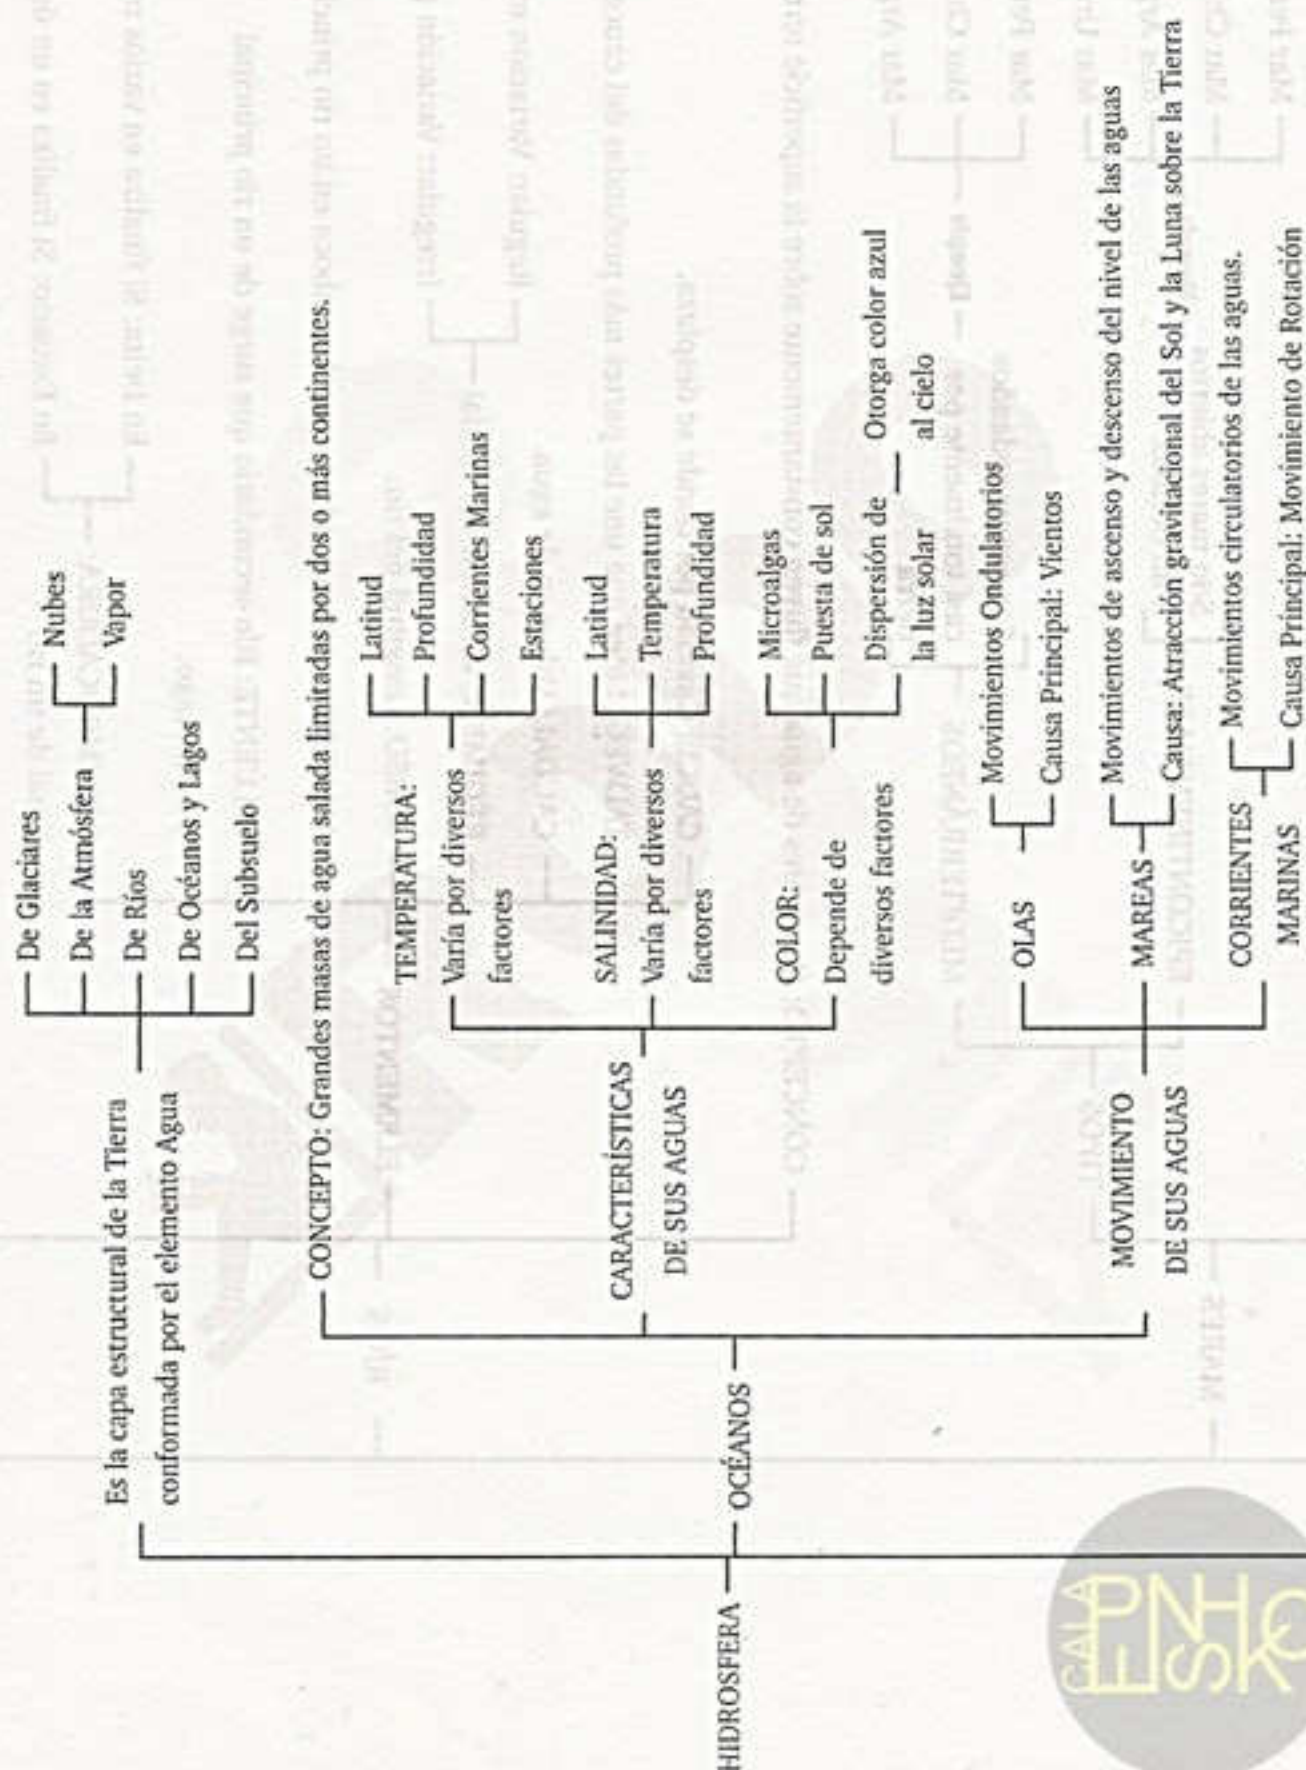 HIDROSFERA
Es la capa estructural de la Tierra
conformada por el elemento Agua
De Glaciares
De la Atmósfera
Nubes
Vapor
De Ríos
De Océanos y Lagos
Del Subsuelo
OCÉANOS
CONCEPTO: Grandes masas de agua salada limitadas por dos o más continentes.
CARACTERÍSTICAS
DE SUS AGUAS
TEMPERATURA:
Varía por diversos
factores
Latitud
Profundidad
Corrientes Marinas
Estaciones
SALINIDAD:
Varía por diversos
factores
Latitud
Temperatura
Profundidad
COLOR:
Depende de
diversos factores
Microalgas
Puesta de sol
Dispersión de
la luz solar
Otorga color azul
al cielo
MOVIMIENTO
DE SUS AGUAS
OLAS
Movimientos Ondulatorios
Causa Principal: Vientos
MAREAS
Movimientos de ascenso y descenso del nivel de las aguas
Causa: Atracción gravitacional del Sol y la Luna sobre la Tierra
CORRIENTES
MARINAS
Movimientos circulatorios de las aguas.
Causa Principal: Movimiento de Rotación